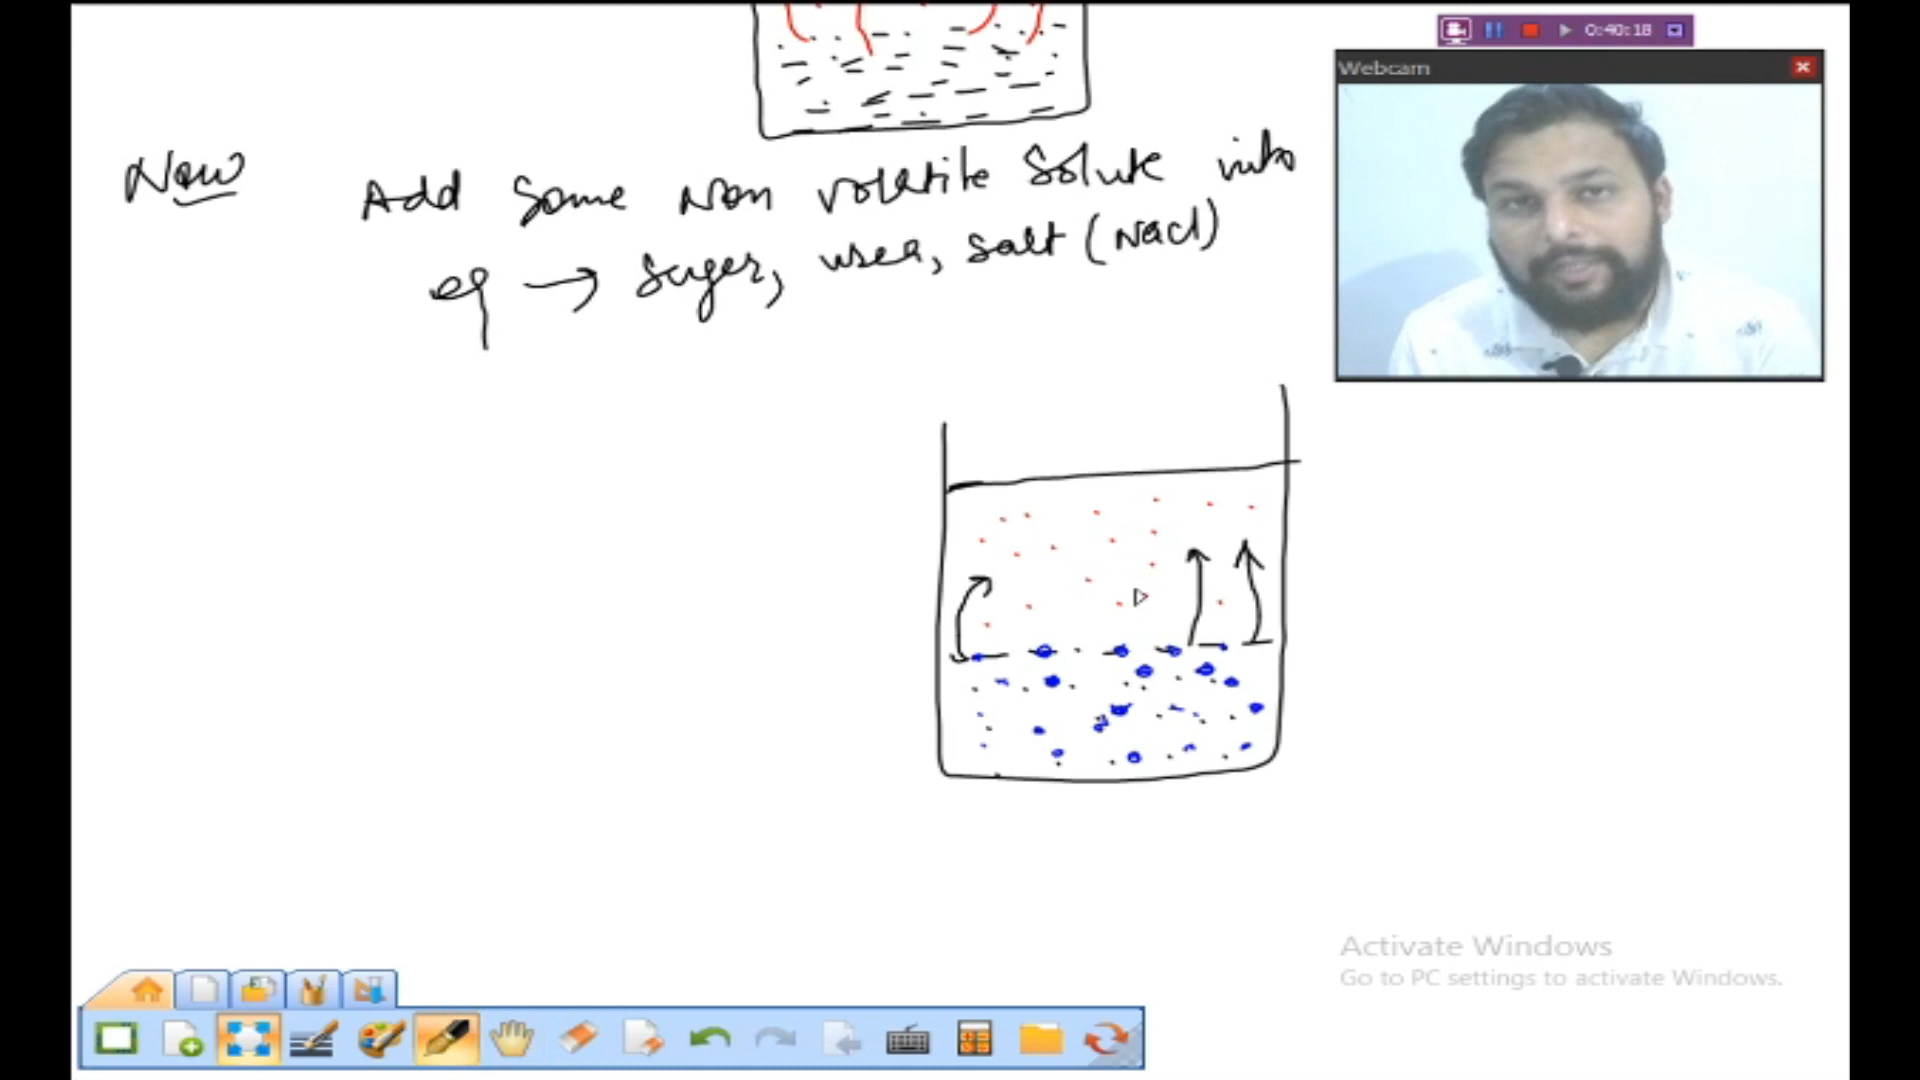 0:40:18
Webcam
Now Add Some Non volatile Solute into
eg → Suger, urea, salt (Nacl)
Activate Windows
Go to PC settings to activate Windows.